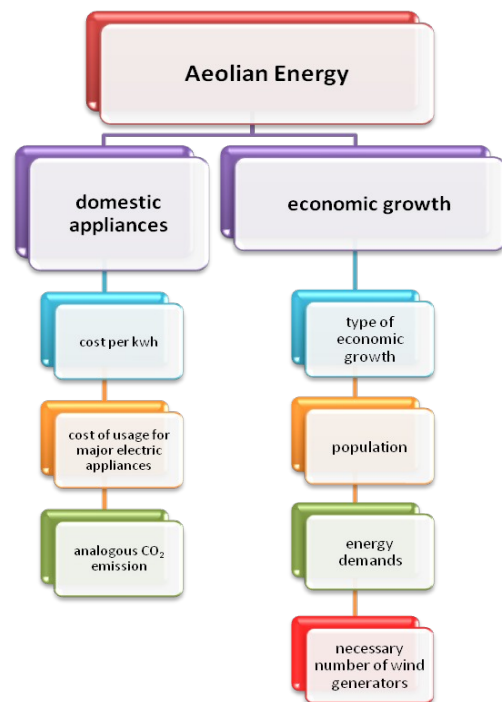 Aeolian Energy
domestic
appliances
economic growth
cost per kwh
type of
economic
growth
cost of usage for
major electric
appliances
population
analogous CO₂
emission
energy
demands
necessary
number of wind
generators